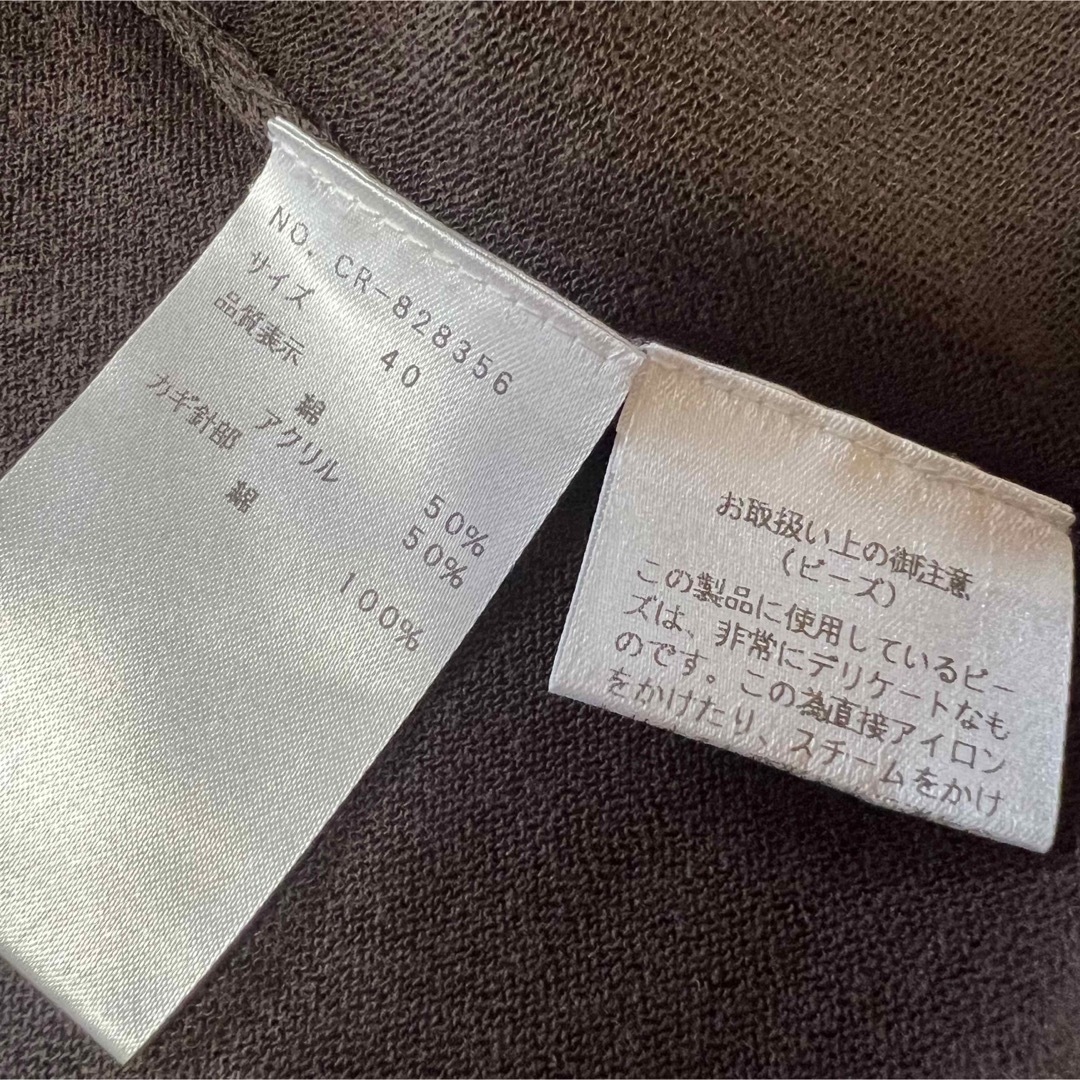 NO. CR-828356
サイズ 40
品質表示
綿 50%
アクリル 50%
カギ針部
綿 100%
お取扱い上の御注意
(ビーズ)
この製品に使用しているビー
ズは、非常にデリケートなも
のです。この為直接アイロン
をかけたり、スチームをかけ